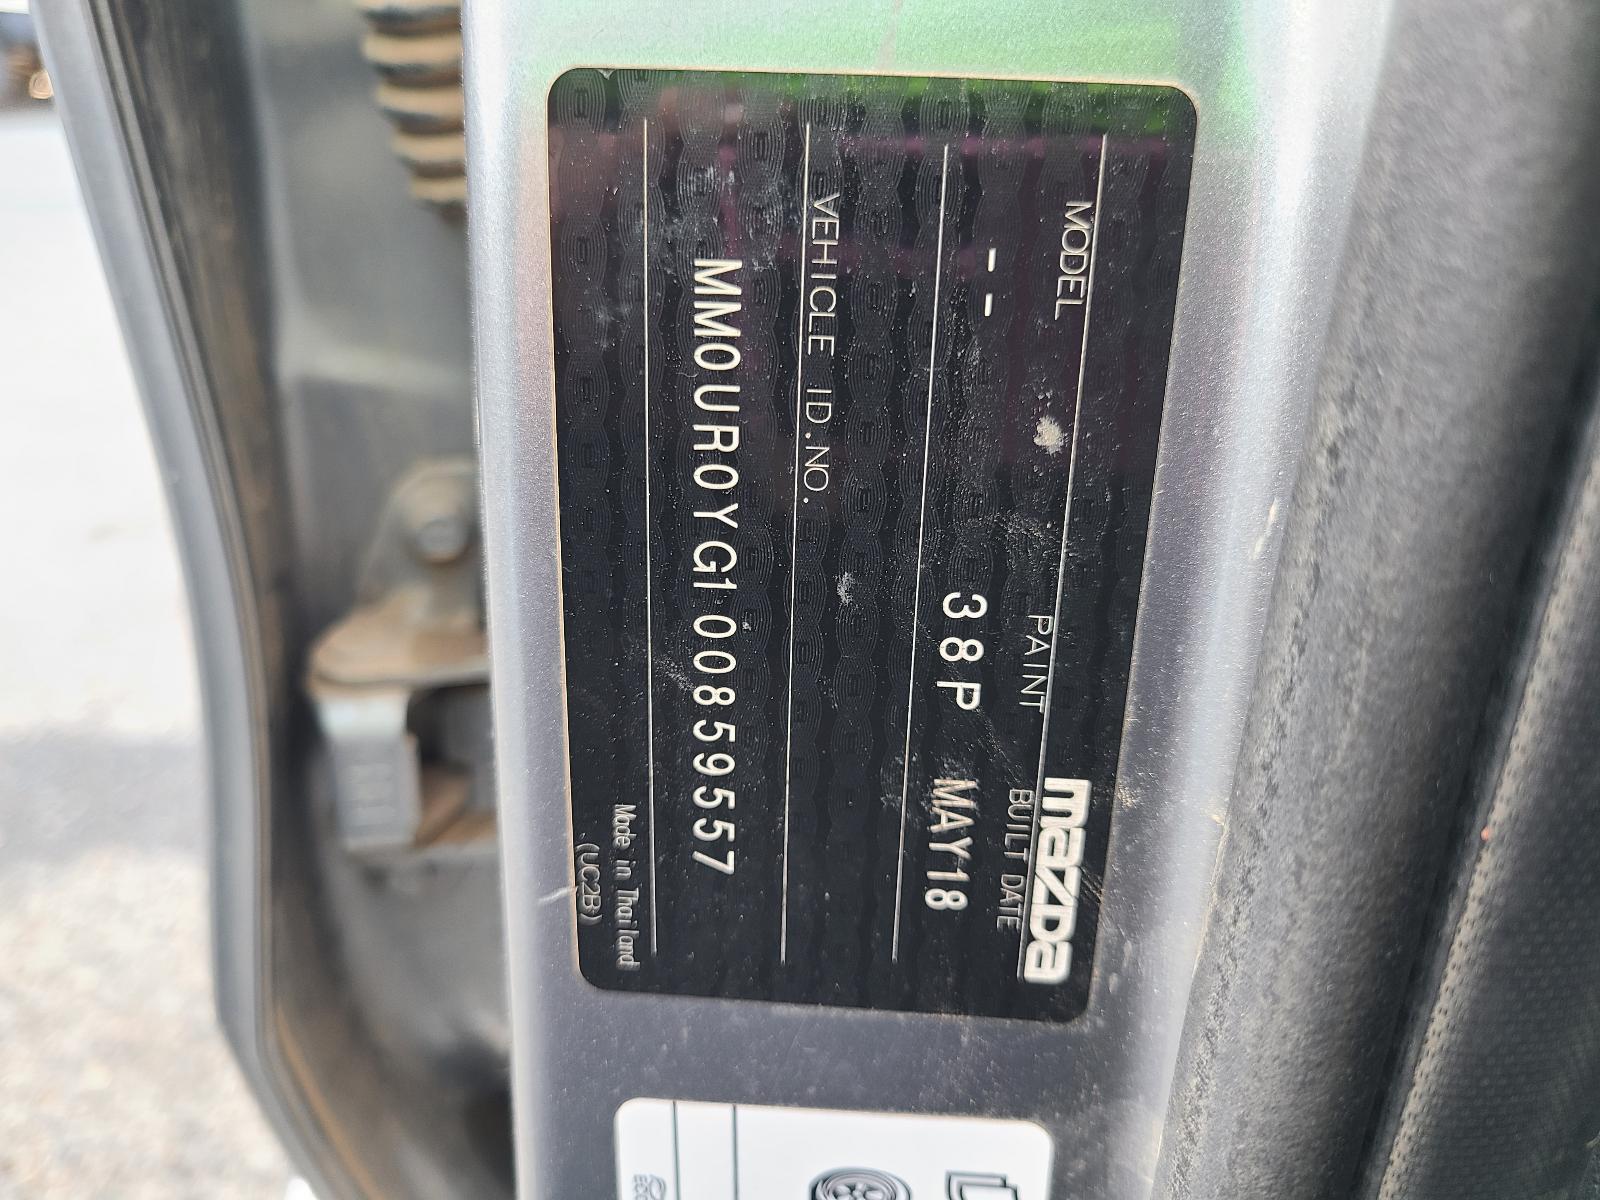 mazda
MODEL PAINT BUILT DATE
-- 38P MAY18
VEHICLE ID.NO.
MM0UR0YG100859557
Made in Thailand
(UC2B)